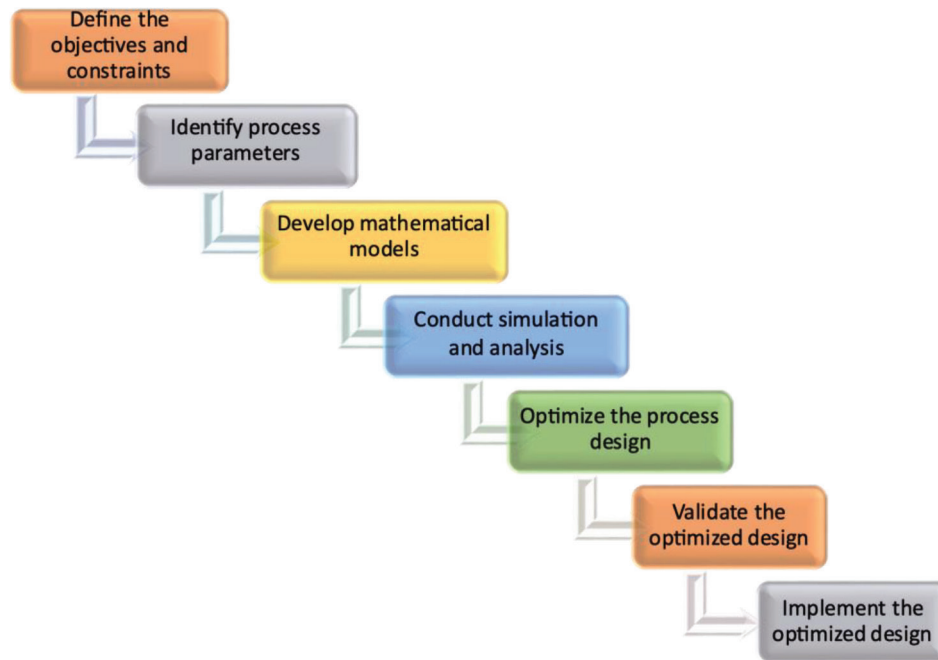 Define the
objectives and
constraints
Identify process
parameters
Develop mathematical
models
Conduct simulation
and analysis
Optimize the process
design
Validate the
optimized design
Implement the
optimized design